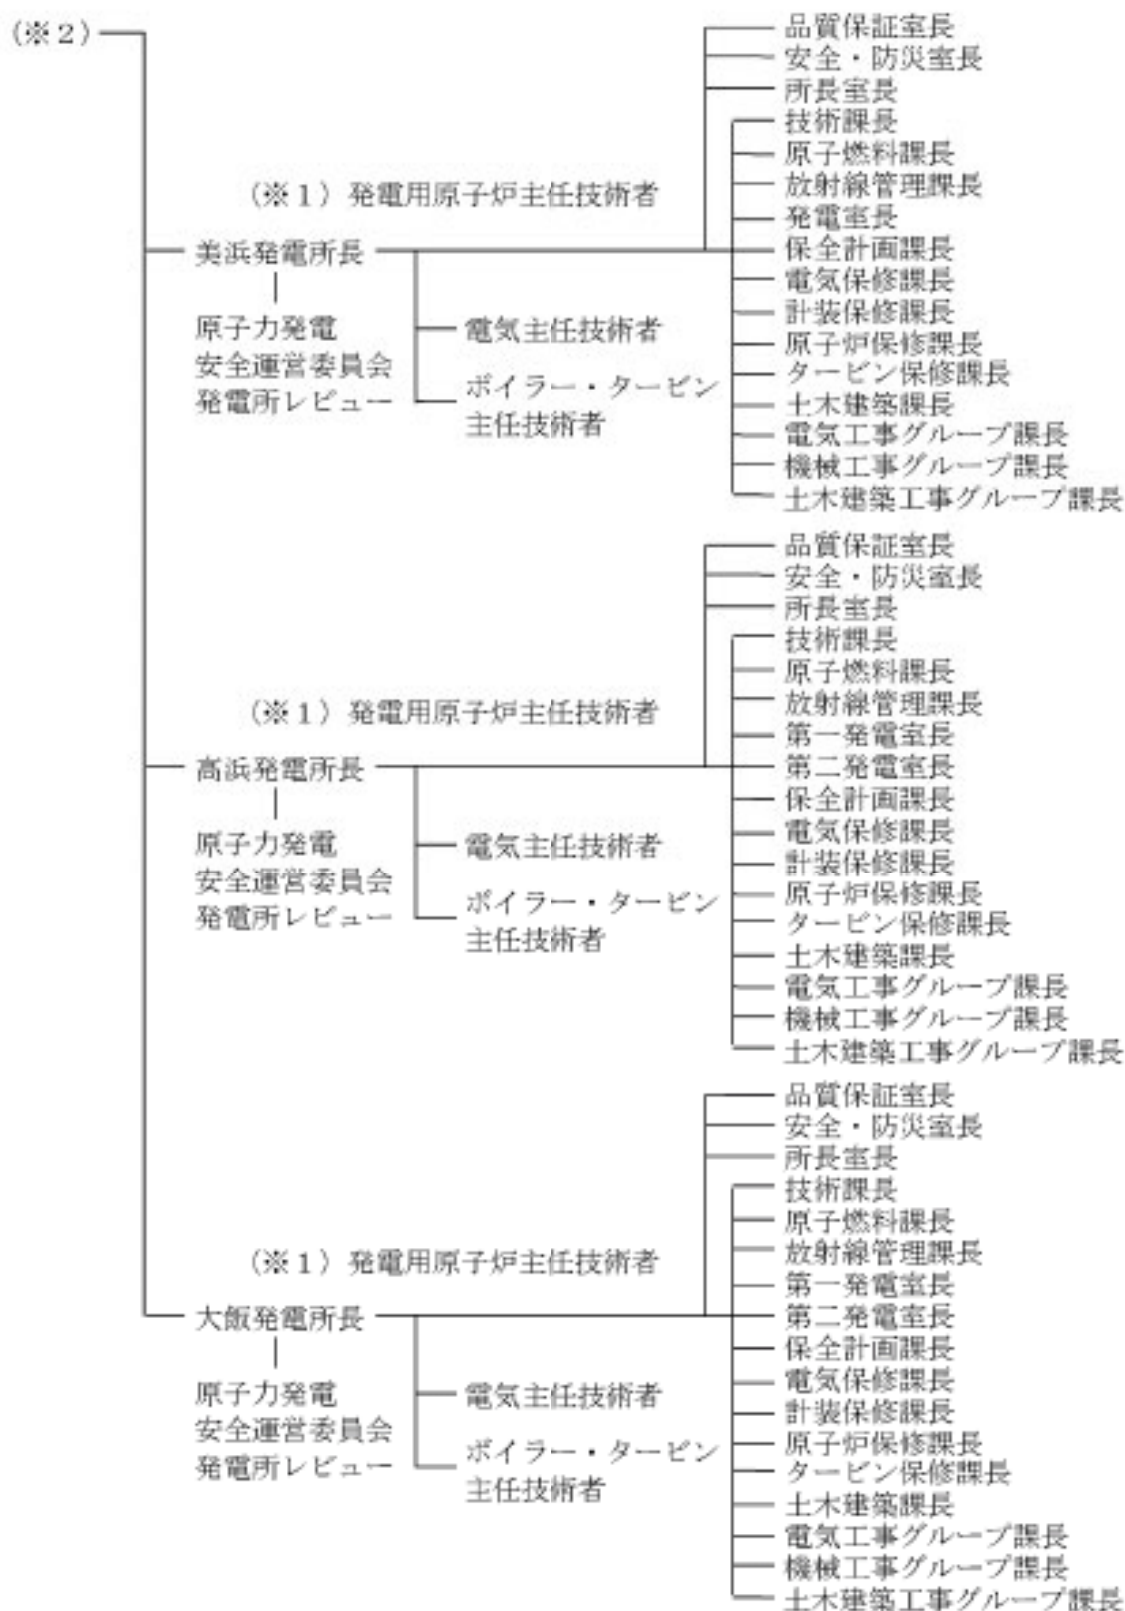 (※2)
美浜発電所長
原子力発電
安全運営委員会
発電所レビュー
(※1) 発電用原子炉主任技術者
電気主任技術者
ボイラー・タービン
主任技術者
品質保証室長
安全・防災室長
所長室長
技術課長
原子燃料課長
放射線管理課長
発電室長
保全計画課長
電気保修課長
計装保修課長
原子炉保修課長
タービン保修課長
土木建築課長
電気工事グループ課長
機械工事グループ課長
土木建築工事グループ課長
高浜発電所長
原子力発電
安全運営委員会
発電所レビュー
(※1) 発電用原子炉主任技術者
電気主任技術者
ボイラー・タービン
主任技術者
品質保証室長
安全・防災室長
所長室長
技術課長
原子燃料課長
放射線管理課長
第一発電室長
第二発電室長
保全計画課長
電気保修課長
計装保修課長
原子炉保修課長
タービン保修課長
土木建築課長
電気工事グループ課長
機械工事グループ課長
土木建築工事グループ課長
大飯発電所長
原子力発電
安全運営委員会
発電所レビュー
(※1) 発電用原子炉主任技術者
電気主任技術者
ボイラー・タービン
主任技術者
品質保証室長
安全・防災室長
所長室長
技術課長
原子燃料課長
放射線管理課長
第一発電室長
第二発電室長
保全計画課長
電気保修課長
計装保修課長
原子炉保修課長
タービン保修課長
土木建築課長
電気工事グループ課長
機械工事グループ課長
土木建築工事グループ課長